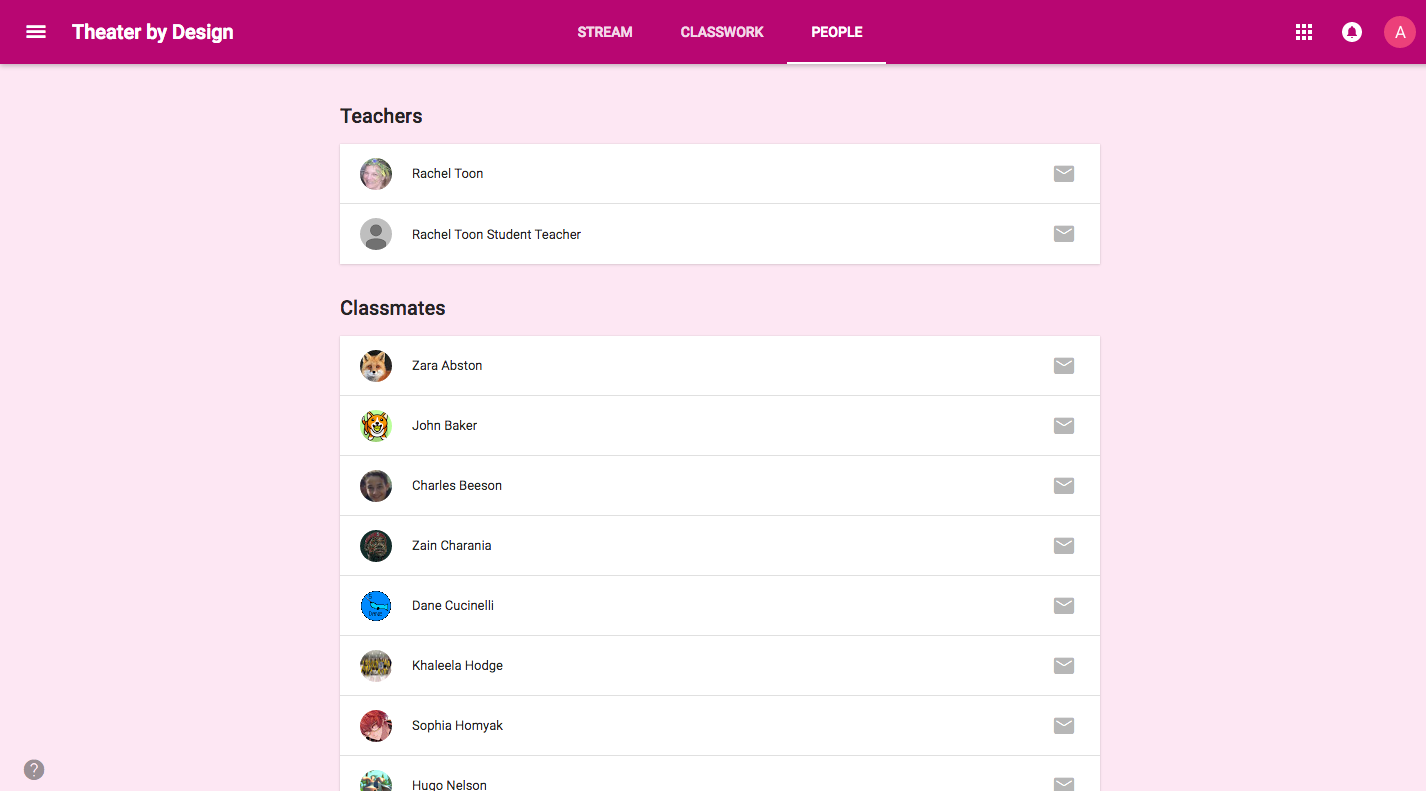 Theater by Design
STREAM
CLASSWORK
PEOPLE
A
Teachers
Rachel Toon
Rachel Toon Student Teacher
Classmates
Zara Abston
John Baker
Charles Beeson
Zain Charania
Dane Cucinelli
Khaleela Hodge
Sophia Homyak
Hugo Nelson
?